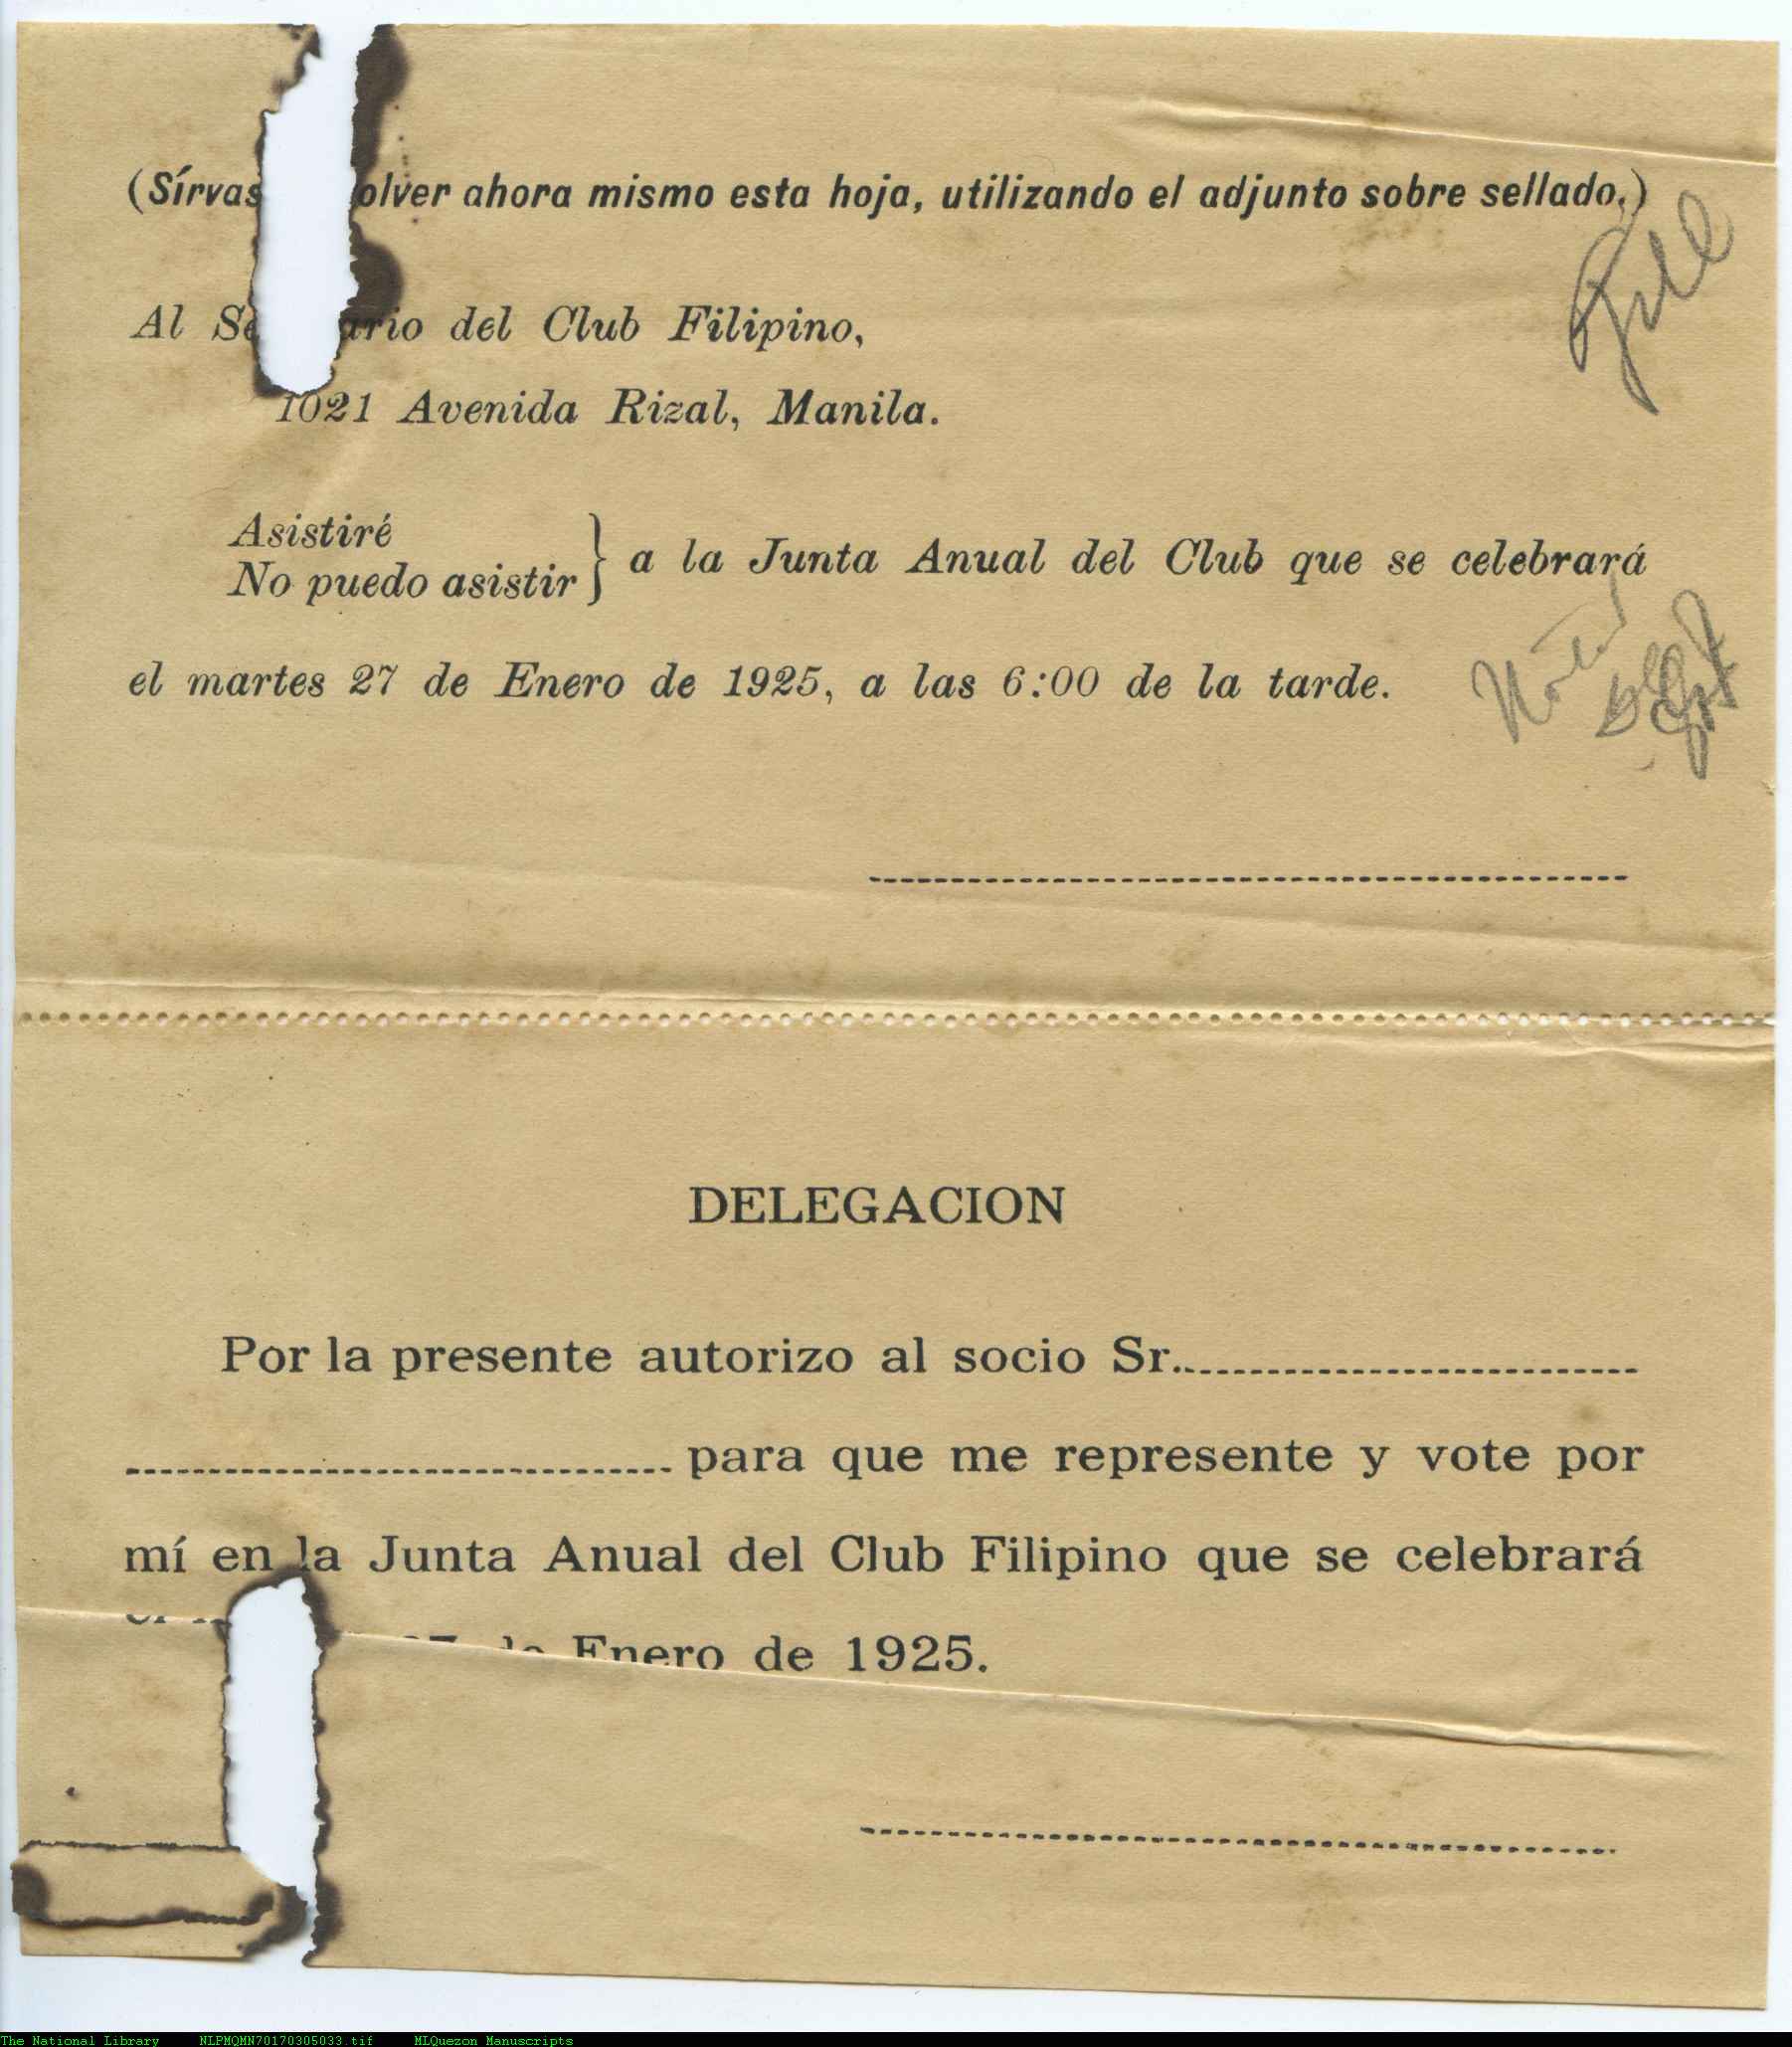 (Sírvas olver ahora mismo esta hoja, utilizando el adjunto sobre sellado.)
File
Al Se ario del Club Filipino,
1021 Avenida Rizal, Manila.
Asistiré
No puedo asistir } a la Junta Anual del Club que se celebrará
el martes 27 de Enero de 1925, a las 6:00 de la tarde.
DELEGACION
Por la presente autorizo al socio Sr.
para que me represente y vote por
mí en la Junta Anual del Club Filipino que se celebrará
27 de Enero de 1925.
The National Library NLPMQMN70170305033.tif MLQuezon Manuscripts